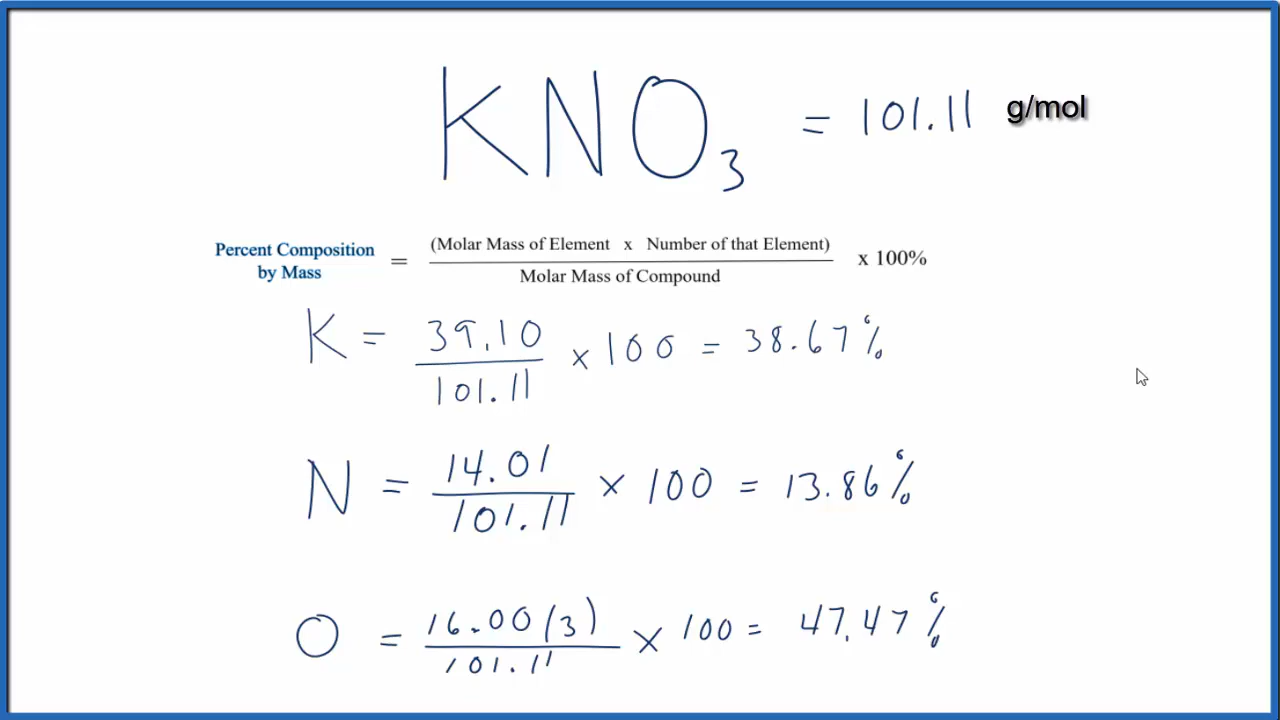 KNO₃ = 101.11 g/mol
Percent Composition by Mass = (Molar Mass of Element x Number of that Element) / Molar Mass of Compound x 100%
K = 39.10 / 101.11 × 100 = 38.67%
N = 14.01 / 101.11 × 100 = 13.86%
O = 16.00(3) / 101.11 × 100 = 47.47%